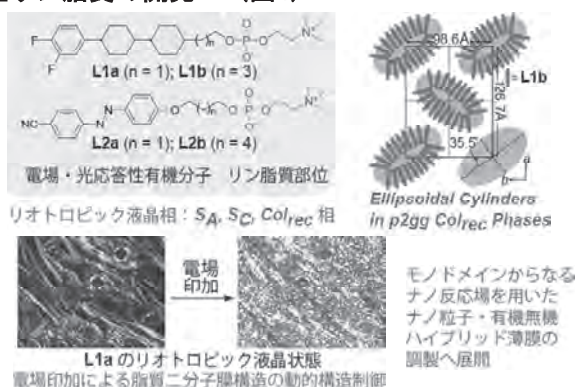 F
F
L1a (n = 1); L1b (n = 3)
NC
L2a (n = 1); L2b (n = 4)
電場・光応答性有機分子 リン脂質部位
リオトロピック液晶相：SA, SC, Colrec 相
98.6Å
= L1b
126.7Å
35.5
a
b
Ellipsoidal Cylinders
in p2gg Colrec Phases
電場
印加
L1a のリオトロピック液晶状態
電場印加による脂質二分子膜構造の動的構造制御
モノドメインからなる
ナノ反応場を用いた
ナノ粒子・有機無機
ハイブリッド薄膜の
調製へ展開